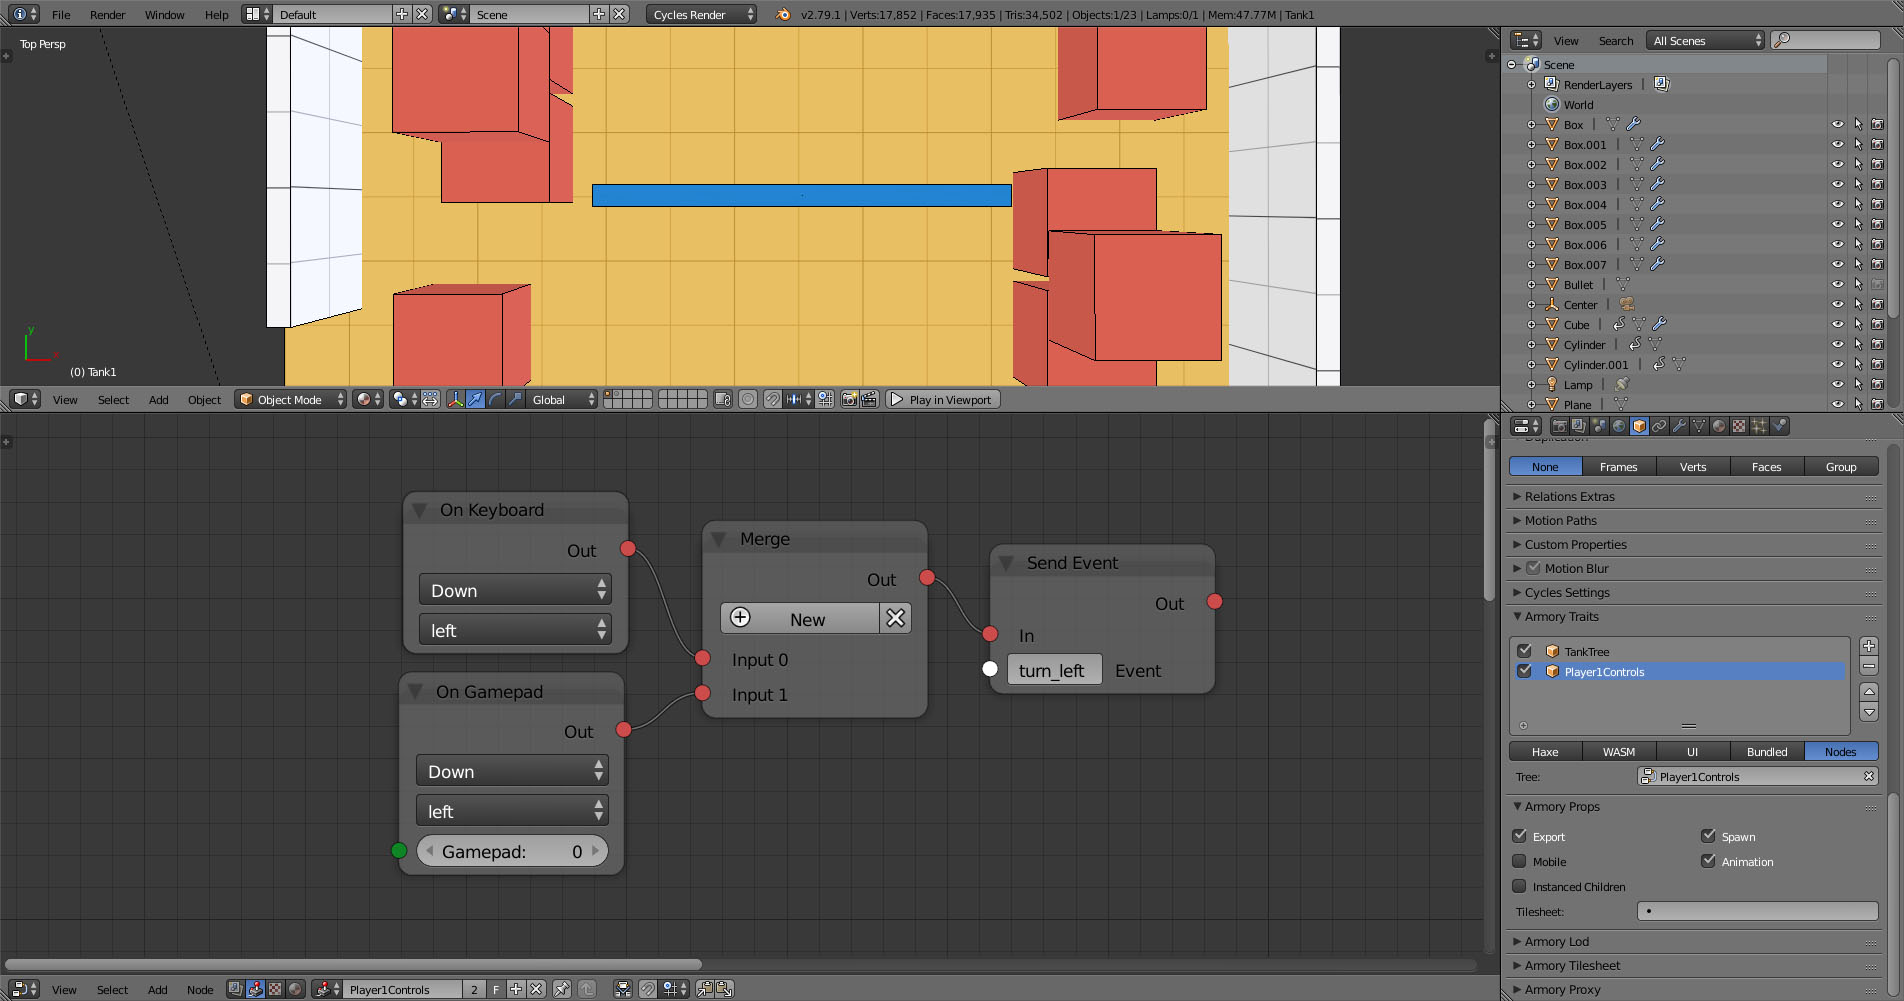 File Render Window Help Default Scene Cycles Render v2.79.1 | Verts:17,852 | Faces:17,935 | Tris:34,502 | Objects:1/23 | Lamps:0/1 | Mem:47.77M | Tank1
Top Persp
y
x
(0) Tank1
View Select Add Object Object Mode Global Play in Viewport
On Keyboard
Out
Down
left
On Gamepad
Out
Down
left
Gamepad: 0
Merge
Out
New
Input 0
Input 1
Send Event
Out
In
turn_left Event
View Select Add Node Player1Controls 2 F
View Search All Scenes
Scene
RenderLayers |
World
Box |
Box.001 |
Box.002 |
Box.003 |
Box.004 |
Box.005 |
Box.006 |
Box.007 |
Bullet |
Center |
Cube |
Cylinder |
Cylinder.001 |
Lamp |
Plane |
Duplication
None Frames Verts Faces Group
Relations Extras
Motion Paths
Custom Properties
Motion Blur
Cycles Settings
Armory Traits
TankTree
Player1Controls
Haxe WASM UI Bundled Nodes
Tree: Player1Controls
Armory Props
Export Spawn
Mobile Animation
Instanced Children
Tilesheet:
Armory Lod
Armory Tilesheet
Armory Proxy